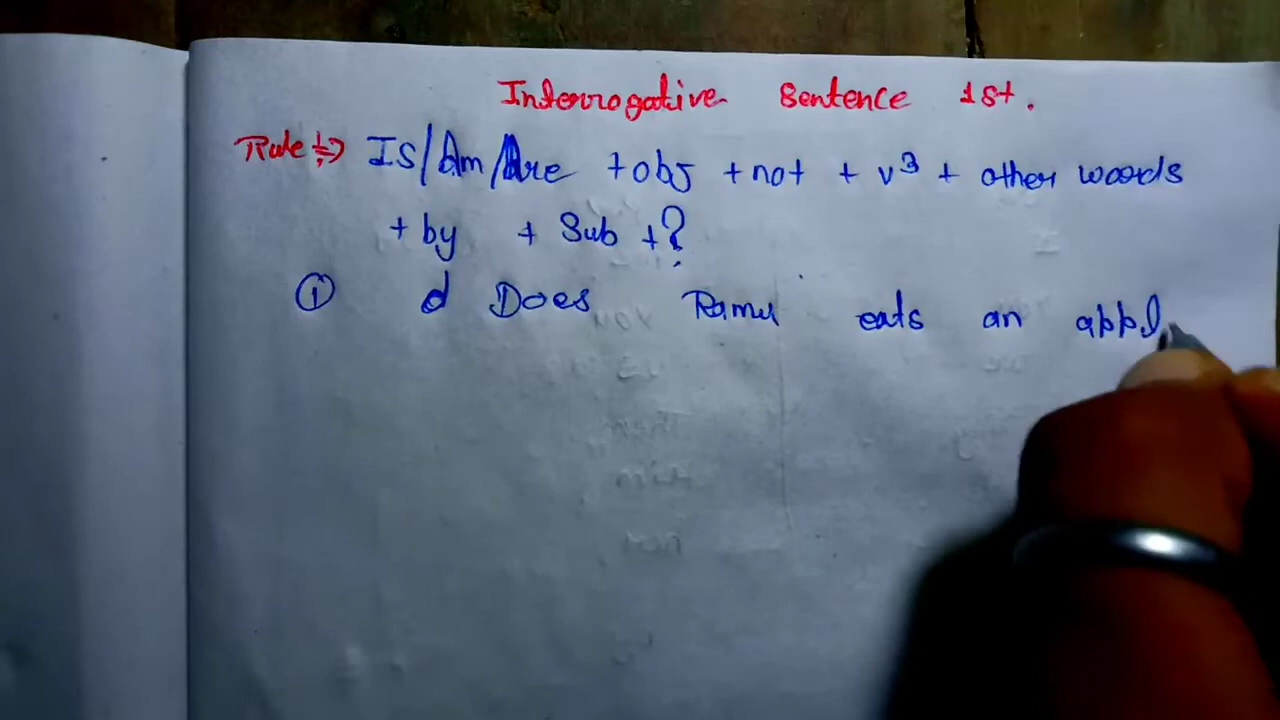 Interrogative Sentence 1st.
Rule ÷⇒ Is/Am/Are + obj + not + v³ + other words
+ by + Sub + ?
① d Does Ramu eats an appl